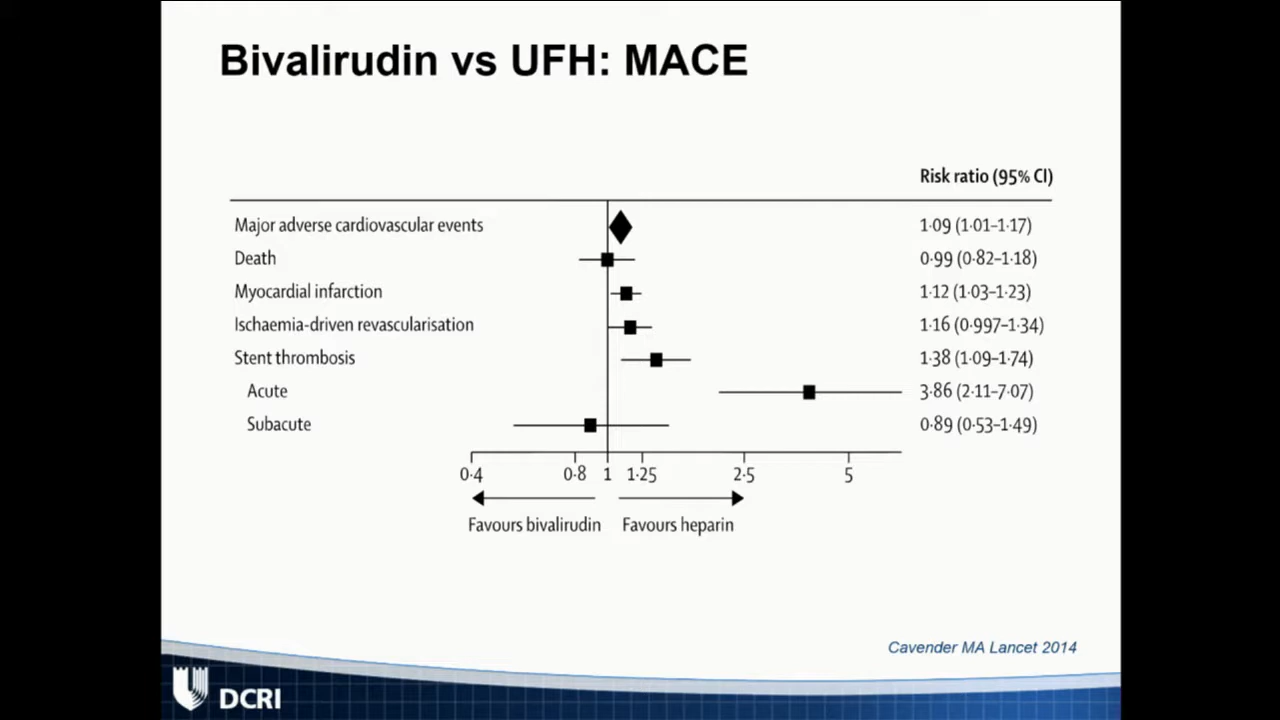 Bivalirudin vs UFH: MACE
Risk ratio (95% CI)
Major adverse cardiovascular events 1·09 (1·01–1·17)
Death 0·99 (0·82–1·18)
Myocardial infarction 1·12 (1·03–1·23)
Ischaemia-driven revascularisation 1·16 (0·997–1·34)
Stent thrombosis 1·38 (1·09–1·74)
Acute 3·86 (2·11–7·07)
Subacute 0·89 (0·53–1·49)
0·4 0·8 1 1·25 2·5 5
Favours bivalirudin Favours heparin
Cavender MA Lancet 2014
DCRI